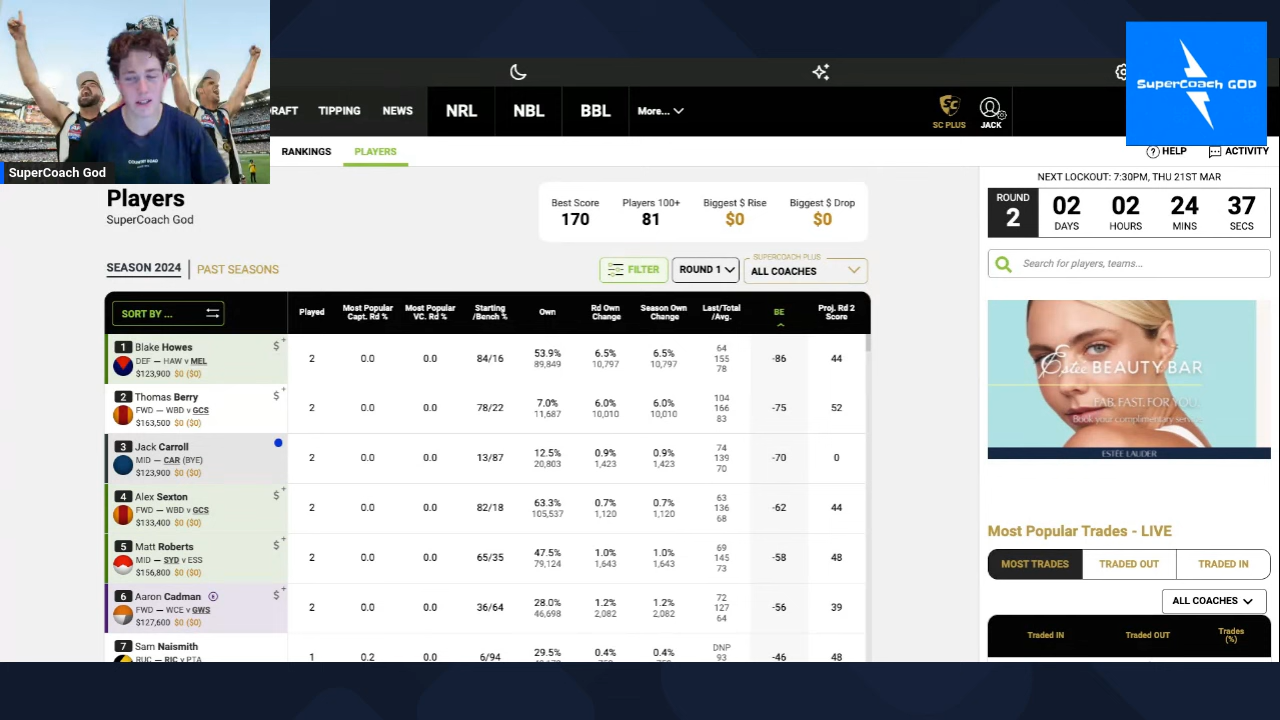 SuperCoach God
COUNTRY ROAD
SuperCoach GOD
DRAFT TIPPING NEWS NRL NBL BBL More...
SC PLUS JACK
RANKINGS PLAYERS
HELP ACTIVITY
Players
SuperCoach God
Best Score Players 100+ Biggest $ Rise Biggest $ Drop
170 81 $0 $0
NEXT LOCKOUT: 7:30PM, THU 21ST MAR
ROUND 2 02 02 24 37
DAYS HOURS MINS SECS
SEASON 2024 PAST SEASONS
FILTER ROUND 1 SUPERCOACH PLUS ALL COACHES
Search for players, teams...
SORT BY ... Played Most Popular Capt. Rd % Most Popular VC. Rd % Starting /Bench % Own Rd Own Change Season Own Change Last/Total /Avg. BE Proj. Rd 2 Score
1 Blake Howes $+
DEF — HAW v MEL
$123,900 $0 ($0)
2 0.0 0.0 84/16 53.9% 89,849 6.5% 10,797 6.5% 10,797 64 155 78 -86 44
2 Thomas Berry $+
FWD — WBD v GCS
$163,500 $0 ($0)
2 0.0 0.0 78/22 7.0% 11,687 6.0% 10,010 6.0% 10,010 104 166 83 -75 52
3 Jack Carroll
MID — CAR (BYE)
$123,900 $0 ($0)
2 0.0 0.0 13/87 12.5% 20,803 0.9% 1,423 0.9% 1,423 74 139 70 -70 0
4 Alex Sexton $+
FWD — WBD v GCS
$133,400 $0 ($0)
2 0.0 0.0 82/18 63.3% 105,537 0.7% 1,120 0.7% 1,120 63 136 68 -62 44
5 Matt Roberts $+
MID — SYD v ESS
$156,800 $0 ($0)
2 0.0 0.0 65/35 47.5% 79,124 1.0% 1,643 1.0% 1,643 69 145 73 -58 48
6 Aaron Cadman $+
FWD — WCE v GWS
$127,600 $0 ($0)
2 0.0 0.0 36/64 28.0% 46,698 1.2% 2,082 1.2% 2,082 72 127 64 -56 39
7 Sam Naismith
RUC — RIC v PTA
1 0.2 0.0 6/94 29.5% 0.4% 0.4% DNP 93 -46 48
Estée BEAUTY BAR
FAB, FAST, FOR YOU.
Book your complimentary service
ESTĒE LAUDER
Most Popular Trades - LIVE
MOST TRADES TRADED OUT TRADED IN
ALL COACHES
Traded IN Traded OUT Trades (%)